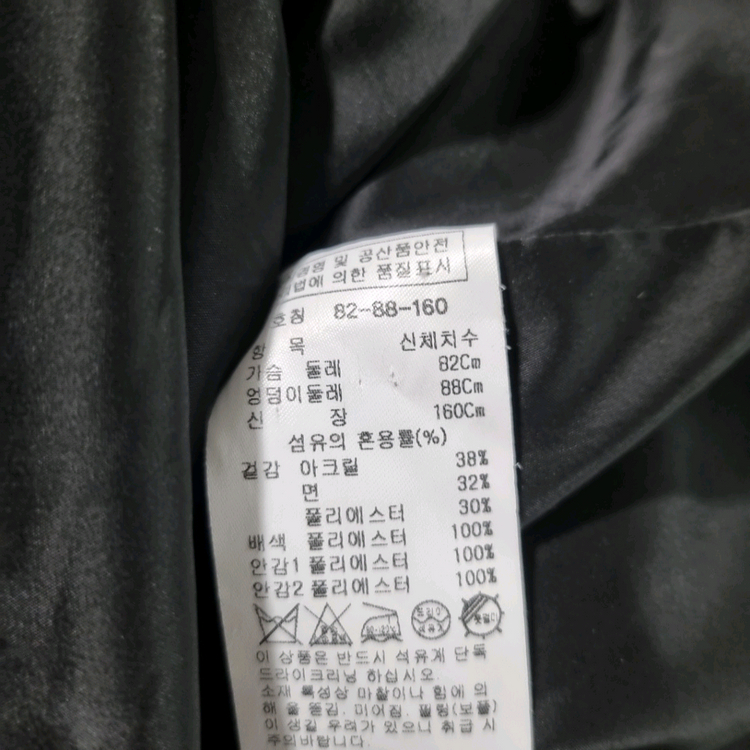 및 공산품안전
법에 의한 품질표시
호칭 82-88-160
항 목 신체치수
가슴 둘레 82Cm
엉덩이둘레 88Cm
신 장 160Cm
섬유의 혼용률(%)
겉감 아크릴 38%
면 32%
폴리에스터 30%
배색 폴리에스터 100%
안감1 폴리에스터 100%
안감2 폴리에스터 100%
드라이
석유계
이 상품은 반드시 석유계 단독
드라이크리닝 하십시오
소재 특성상 마찰이나 힘에 의
해 올 뜯김, 미어짐, 필링(보풀)
이 생길 우려가 있으니 취급 시
주의바랍니다.